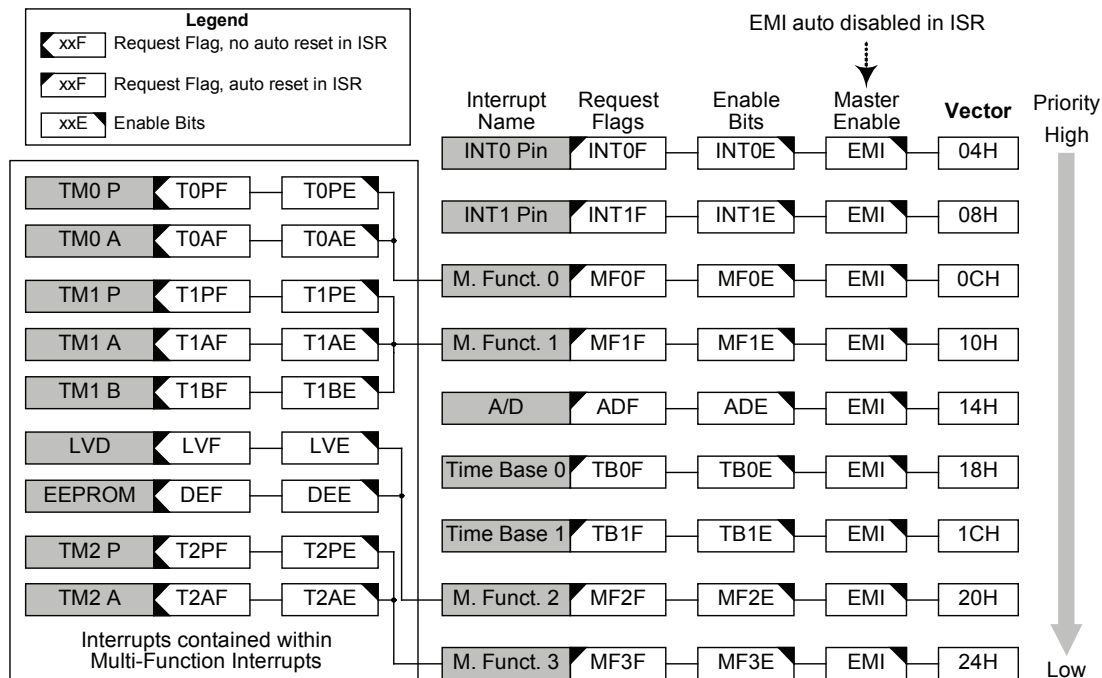 Legend
xxF Request Flag, no auto reset in ISR
xxF Request Flag, auto reset in ISR
xxE Enable Bits
EMI auto disabled in ISR
Interrupt Name Request Flags Enable Bits Master Enable Vector Priority
High
INT0 Pin INT0F INT0E EMI 04H
TM0 P T0PF T0PE
INT1 Pin INT1F INT1E EMI 08H
TM0 A T0AF T0AE
M. Funct. 0 MF0F MF0E EMI 0CH
TM1 P T1PF T1PE
TM1 A T1AF T1AE
M. Funct. 1 MF1F MF1E EMI 10H
TM1 B T1BF T1BE
A/D ADF ADE EMI 14H
LVD LVF LVE
Time Base 0 TB0F TB0E EMI 18H
EEPROM DEF DEE
Time Base 1 TB1F TB1E EMI 1CH
TM2 P T2PF T2PE
TM2 A T2AF T2AE
M. Funct. 2 MF2F MF2E EMI 20H
Interrupts contained within
Multi-Function Interrupts
M. Funct. 3 MF3F MF3E EMI 24H
Low